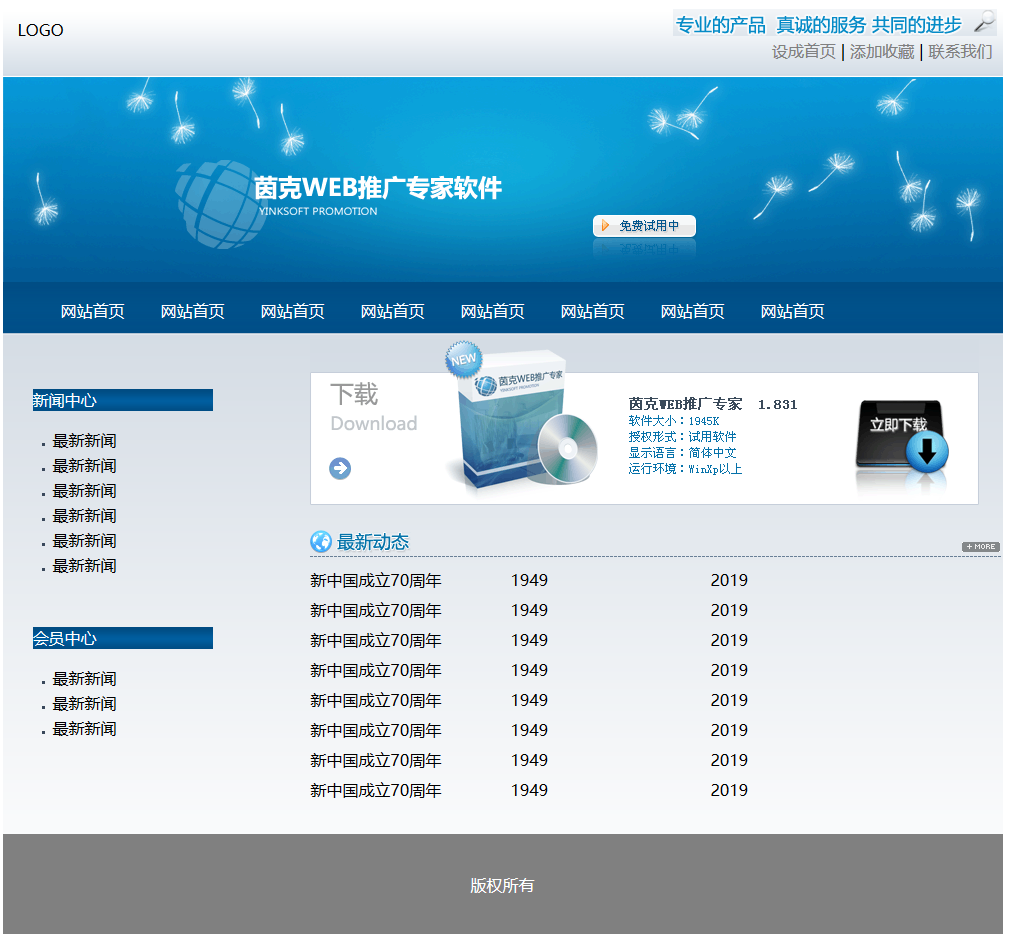 LOGO
专业的产品 真诚的服务 共同的进步
设成首页 | 添加收藏 | 联系我们
茵克WEB推广专家软件
YINKSOFT PROMOTION
免费试用中
网站首页 网站首页 网站首页 网站首页 网站首页 网站首页 网站首页 网站首页
新闻中心
最新新闻
最新新闻
最新新闻
最新新闻
最新新闻
最新新闻
会员中心
最新新闻
最新新闻
最新新闻
下载
Download
NEW
茵克WEB推广专家
YINKSOFT PROMOTION
茵克WEB推广专家 1.831
软件大小：1945K
授权形式：试用软件
显示语言：简体中文
运行环境：WinXp以上
立即下载
最新动态
+ MORE
新中国成立70周年 1949 2019
新中国成立70周年 1949 2019
新中国成立70周年 1949 2019
新中国成立70周年 1949 2019
新中国成立70周年 1949 2019
新中国成立70周年 1949 2019
新中国成立70周年 1949 2019
新中国成立70周年 1949 2019
版权所有